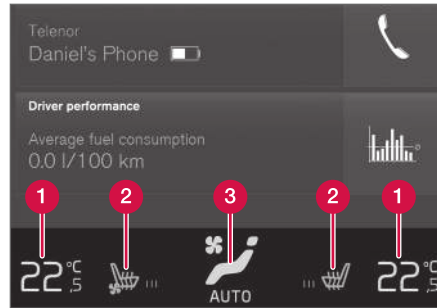 Telenor
Daniel's Phone
Driver performance
Average fuel consumption
0.0 l/100 km
1 2 3 2 1
22°C,5 22°C,5
AUTO